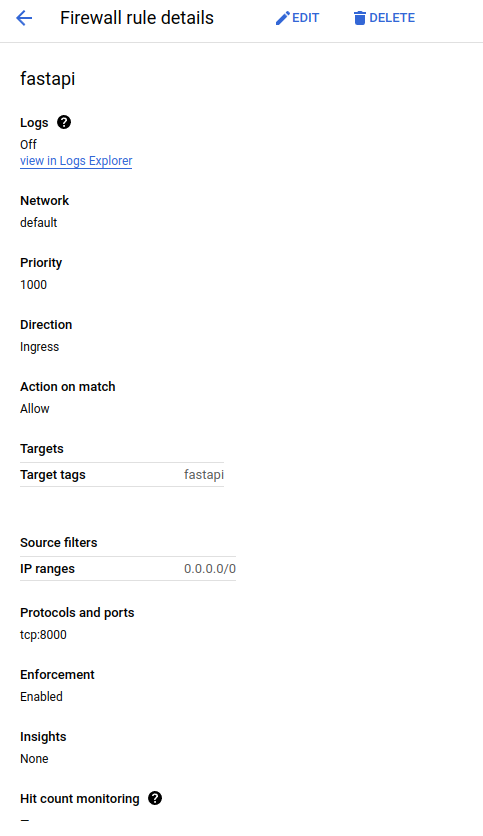 Firewall rule details
EDIT
DELETE
fastapi
Logs
Off
view in Logs Explorer
Network
default
Priority
1000
Direction
Ingress
Action on match
Allow
Targets
Target tags fastapi
Source filters
IP ranges 0.0.0.0/0
Protocols and ports
tcp:8000
Enforcement
Enabled
Insights
None
Hit count monitoring